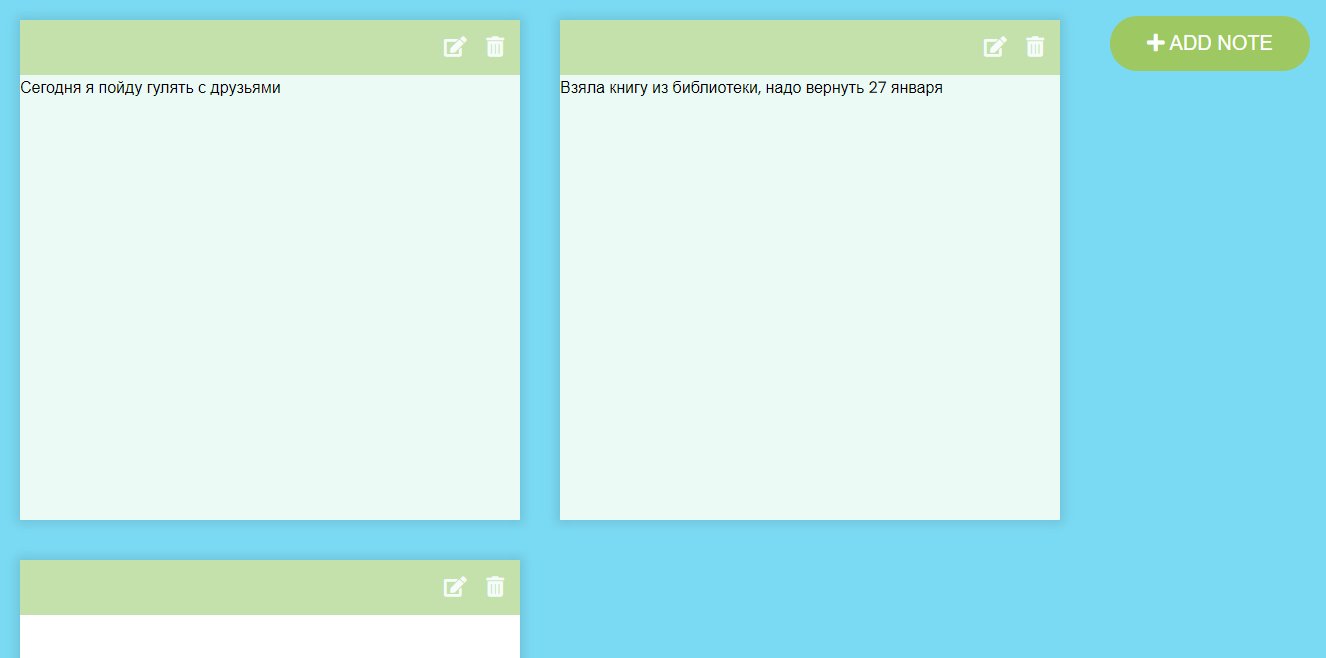 Сегодня я пойду гулять с друзьями
Взяла книгу из библиотеки, надо вернуть 27 января
ADD NOTE